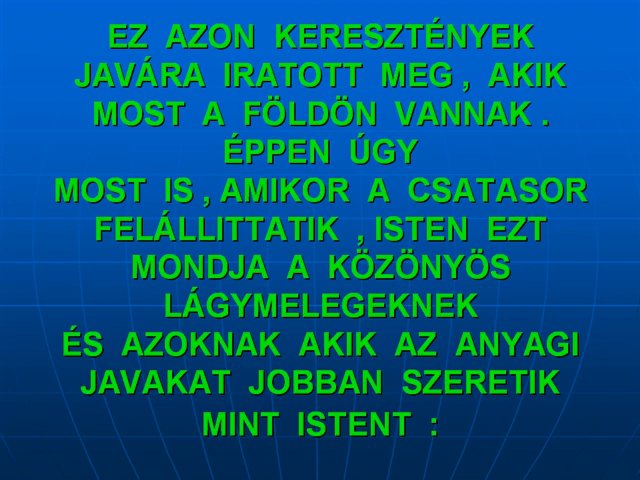 EZ AZON KERESZTÉNYEK
JAVÁRA IRATOTT MEG , AKIK
MOST A FÖLDÖN VANNAK .
ÉPPEN ÚGY
MOST IS , AMIKOR A CSATASOR
FELÁLLITTATIK , ISTEN EZT
MONDJA A KÖZÖNYÖS
LÁGYMELEGEKNEK
ÉS AZOKNAK AKIK AZ ANYAGI
JAVAKAT JOBBAN SZERETIK
MINT ISTENT :